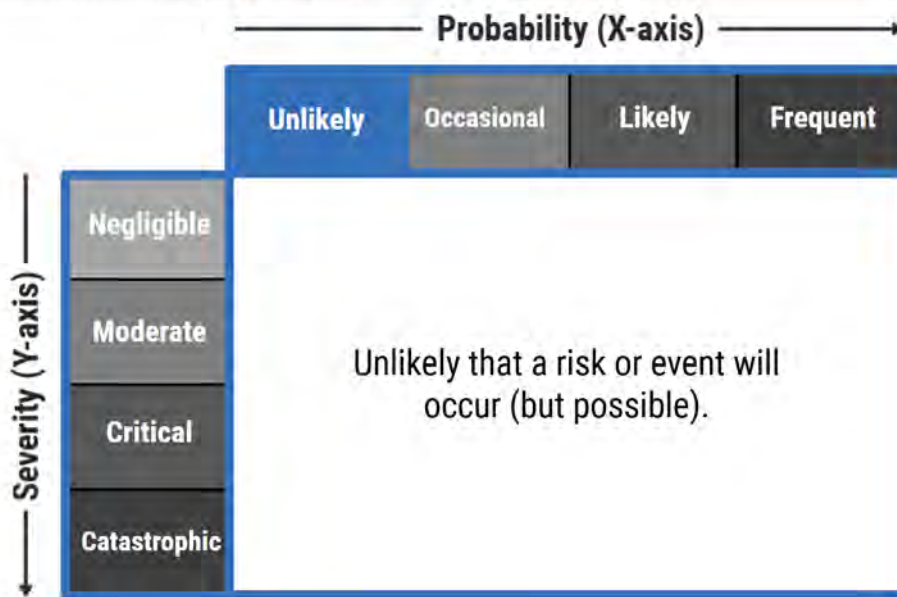 Probability (X-axis)
Unlikely
Occasional
Likely
Frequent
Severity (Y-axis)
Negligible
Moderate
Critical
Catastrophic
Unlikely that a risk or event will
occur (but possible).